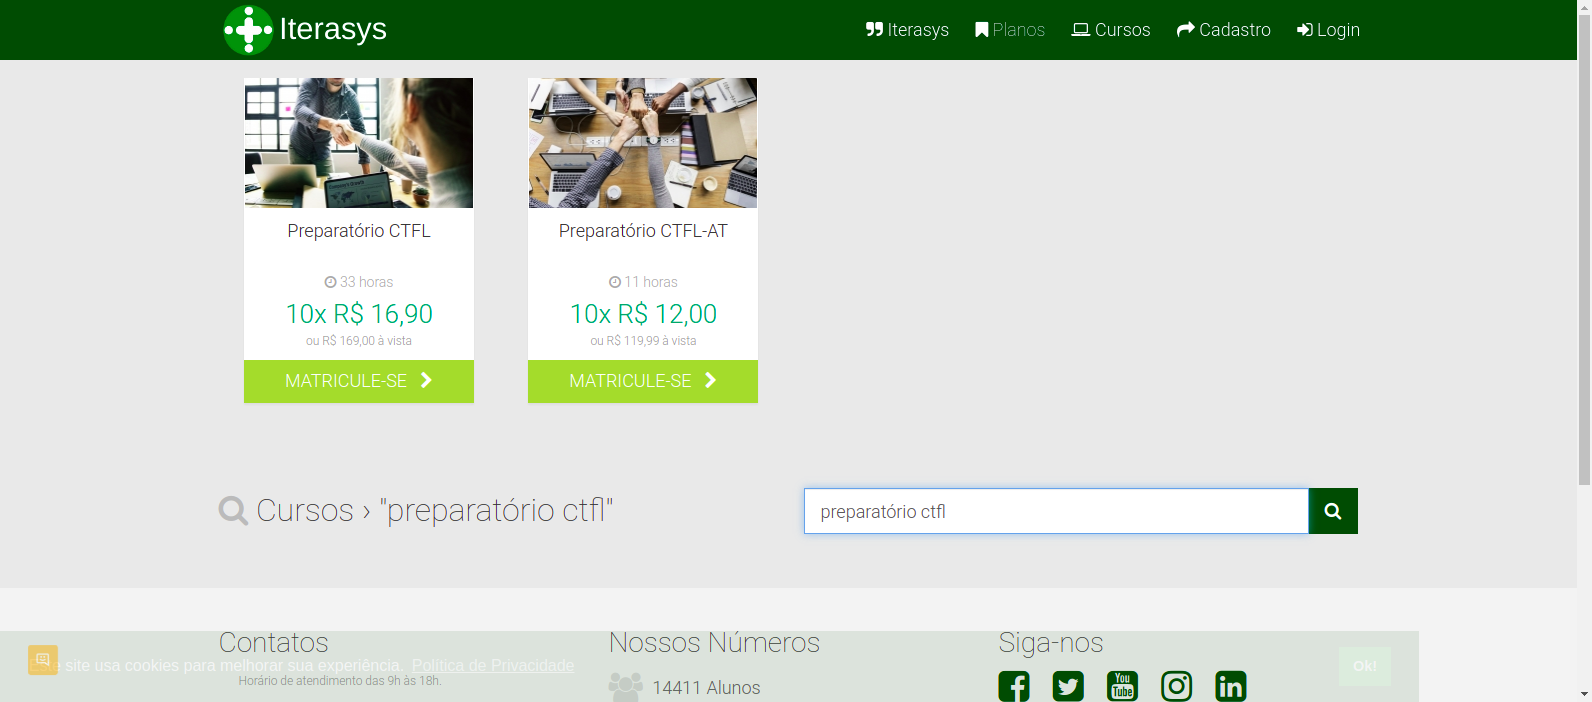 Iterasys
Iterasys Planos Cursos Cadastro Login
Preparatório CTFL
33 horas
10x R$ 16,90
ou R$ 169,00 à vista
MATRICULE-SE
Preparatório CTFL-AT
11 horas
10x R$ 12,00
ou R$ 119,99 à vista
MATRICULE-SE
Cursos › "preparatório ctfl"
preparatório ctfl
Contatos
Nossos Números
Siga-nos
site usa cookies para melhorar sua experiência. Política de Privacidade
Ok!
Horário de atendimento das 9h às 18h.
14411 Alunos
You
Tube
in